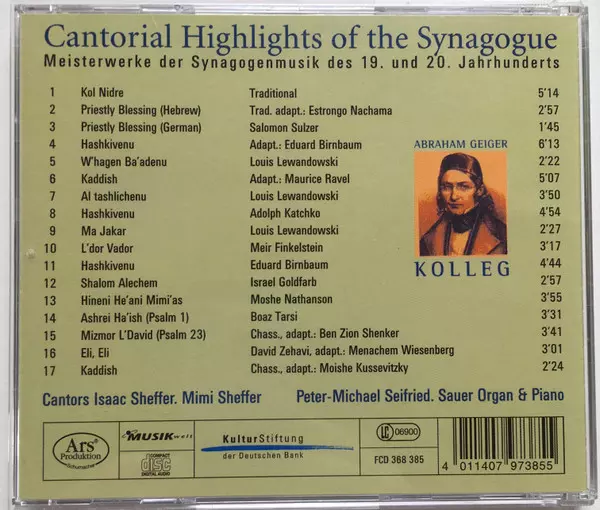 Cantorial Highlights of the Synagogue
Meisterwerke der Synagogenmusik des 19. und 20. Jahrhunderts
1 Kol Nidre Traditional 5'14
2 Priestly Blessing (Hebrew) Trad. adapt.: Estrongo Nachama 2'57
3 Priestly Blessing (German) Salomon Sulzer 1'45
4 Hashkivenu Adapt.: Eduard Birnbaum 6'13
5 W'hagen Ba'adenu Louis Lewandowski 2'22
6 Kaddish Adapt.: Maurice Ravel 5'07
7 Al tashlichenu Louis Lewandowski 3'50
8 Hashkivenu Adolph Katchko 4'54
9 Ma Jakar Louis Lewandowski 2'27
10 L'dor Vador Meir Finkelstein 3'17
11 Hashkivenu Eduard Birnbaum 4'44
12 Shalom Alechem Israel Goldfarb 2'57
13 Hineni He'ani Mimi'as Moshe Nathanson 3'55
14 Ashrei Ha'ish (Psalm 1) Boaz Tarsi 3'31
15 Mizmor L'David (Psalm 23) Chass., adapt.: Ben Zion Shenker 3'41
16 Eli, Eli David Zehavi, adapt.: Menachem Wiesenberg 3'01
17 Kaddish Chass., adapt.: Moishe Kussevitzky 2'24
ABRAHAM GEIGER
KOLLEG
Cantors Isaac Sheffer. Mimi Sheffer Peter-Michael Seifried. Sauer Organ & Piano
Ars
Produktion
Schumacher
MUSIK welt
COMPACT
disc
DIGITAL AUDIO
KulturStiftung
der Deutschen Bank
LC 06900
FCD 368 385
4 011407 973855